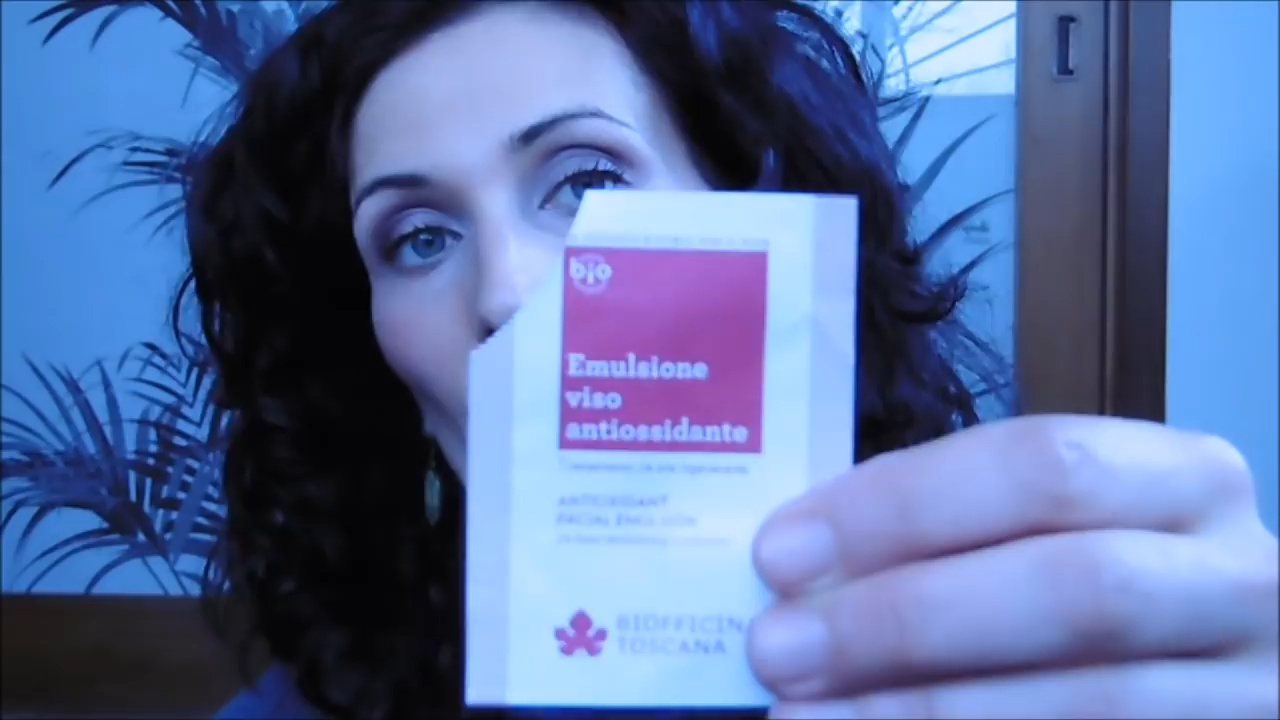 bio
Emulsione
viso
antiossidante
ANTIOXIDANT
FACIAL EMULSION
BIOFFICINA
TOSCANA